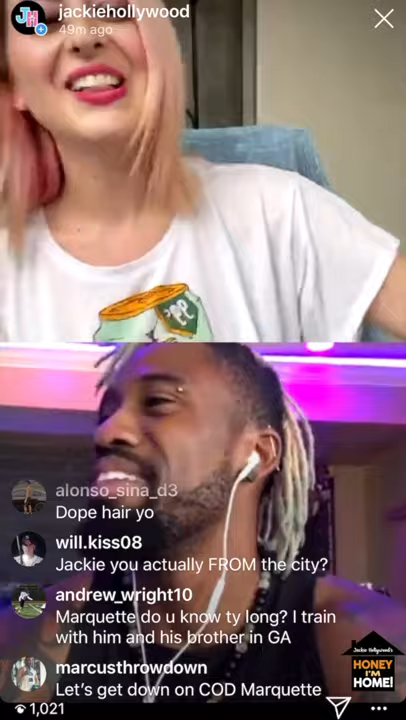 jackiehollywood
49m ago
alonso_sina_d3
Dope hair yo
will.kiss08
Jackie you actually FROM the city?
andrew_wright10
Marquette do u know ty long? I train
with him and his brother in GA
marcusthrowdown
Let's get down on COD Marquette
Jackie Hollywood's
HONEY
I'M
HOME!
1,021